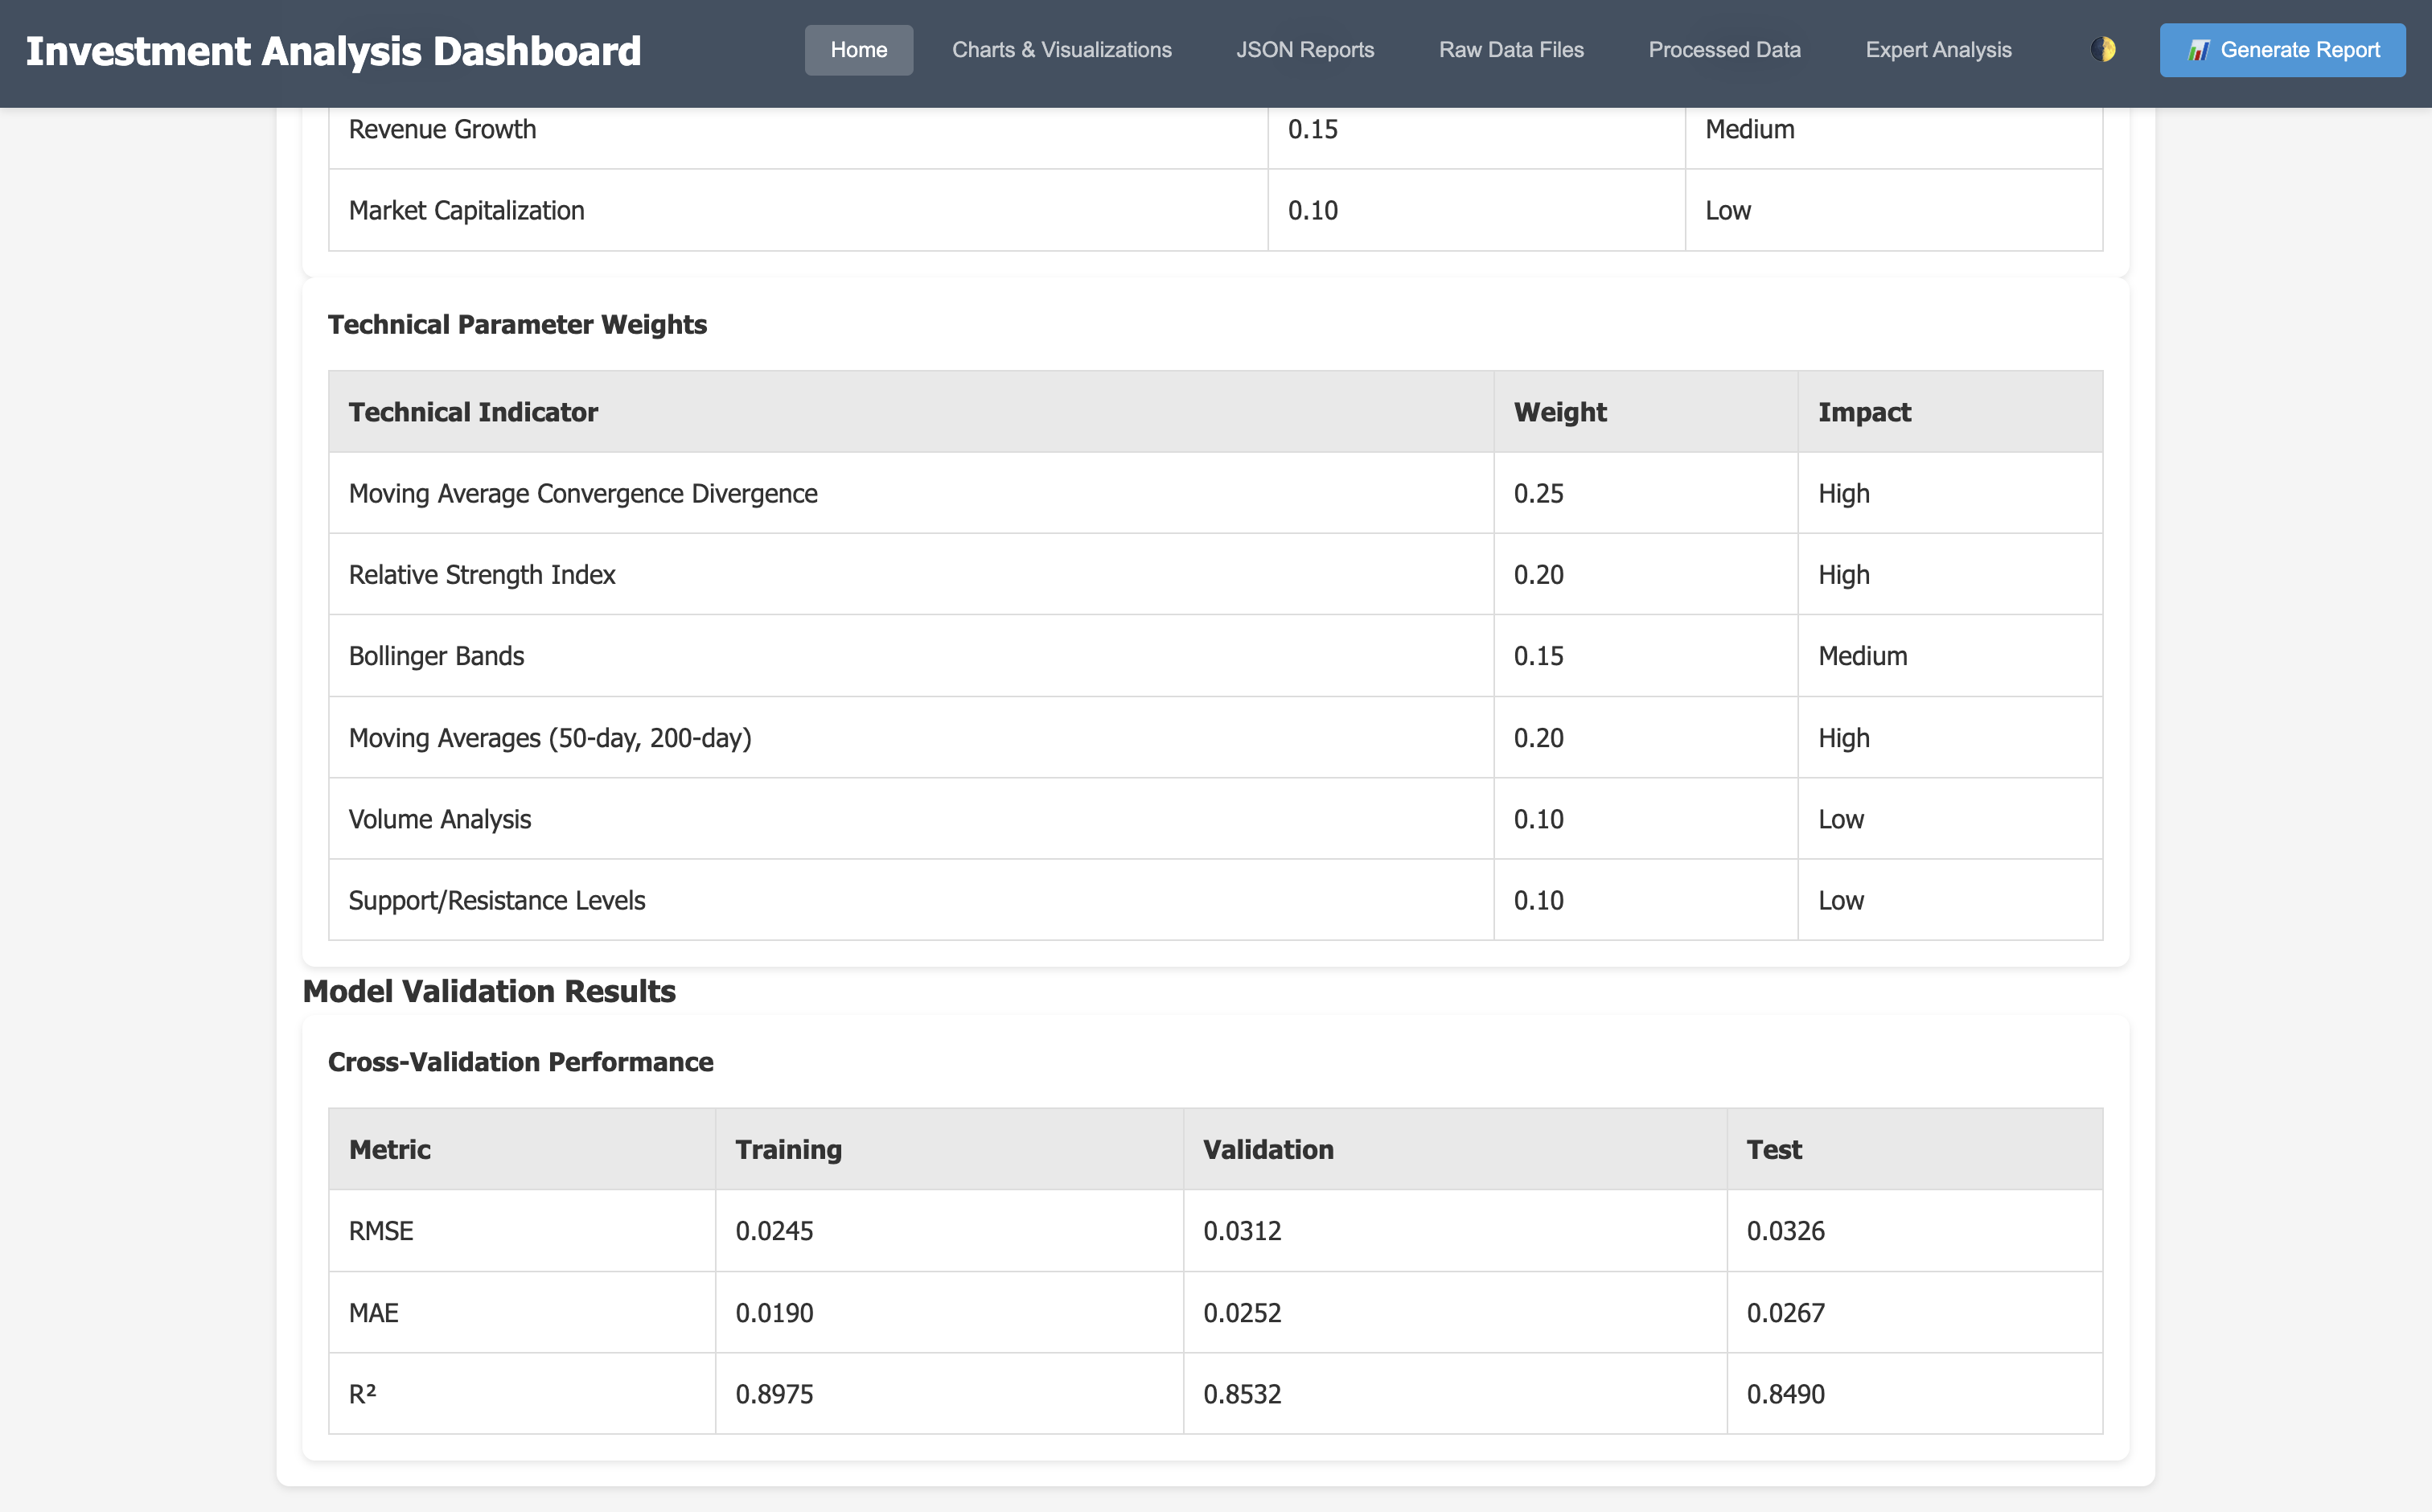 Investment Analysis Dashboard
Home Charts & Visualizations JSON Reports Raw Data Files Processed Data Expert Analysis Generate Report
Revenue Growth 0.15 Medium
Market Capitalization 0.10 Low
Technical Parameter Weights
Technical Indicator Weight Impact
Moving Average Convergence Divergence 0.25 High
Relative Strength Index 0.20 High
Bollinger Bands 0.15 Medium
Moving Averages (50-day, 200-day) 0.20 High
Volume Analysis 0.10 Low
Support/Resistance Levels 0.10 Low
Model Validation Results
Cross-Validation Performance
Metric Training Validation Test
RMSE 0.0245 0.0312 0.0326
MAE 0.0190 0.0252 0.0267
R² 0.8975 0.8532 0.8490